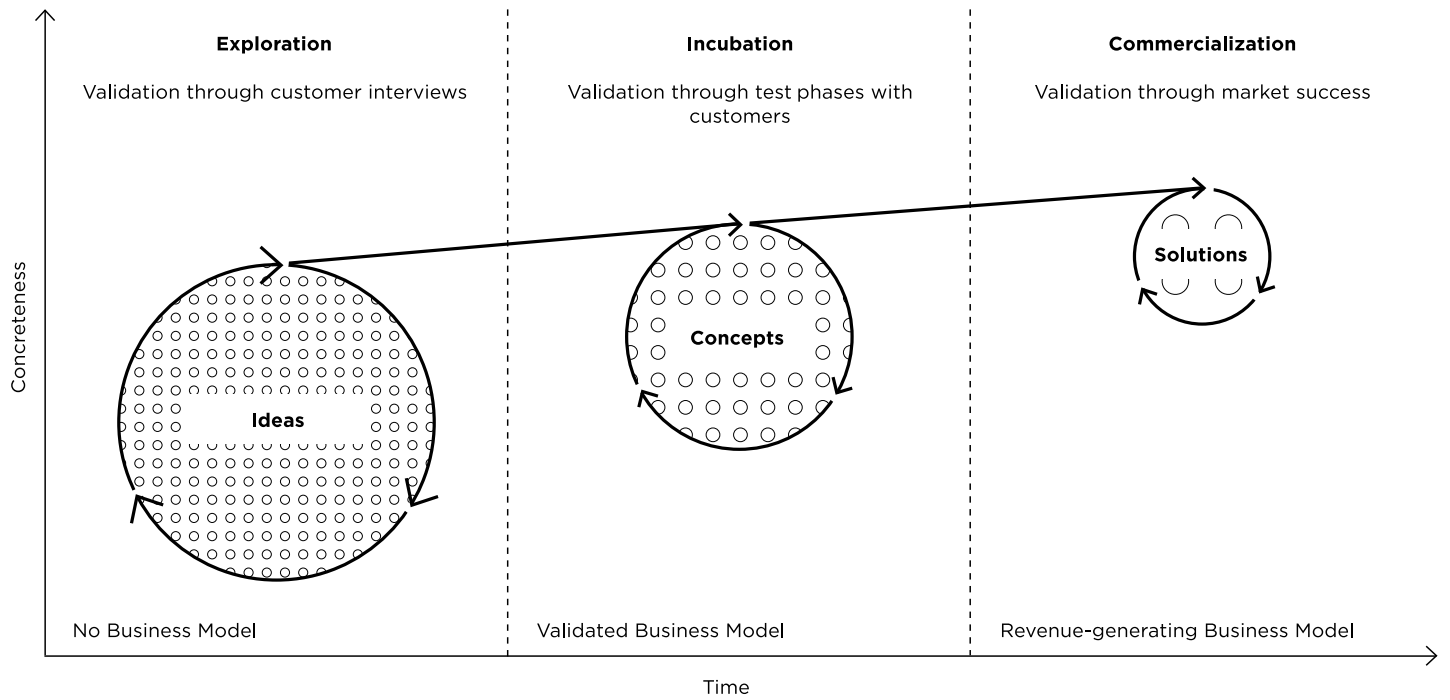 Exploration
Validation through customer interviews
Incubation
Validation through test phases with
customers
Commercialization
Validation through market success
Concreteness
Ideas
Concepts
Solutions
No Business Model
Validated Business Model
Revenue-generating Business Model
Time